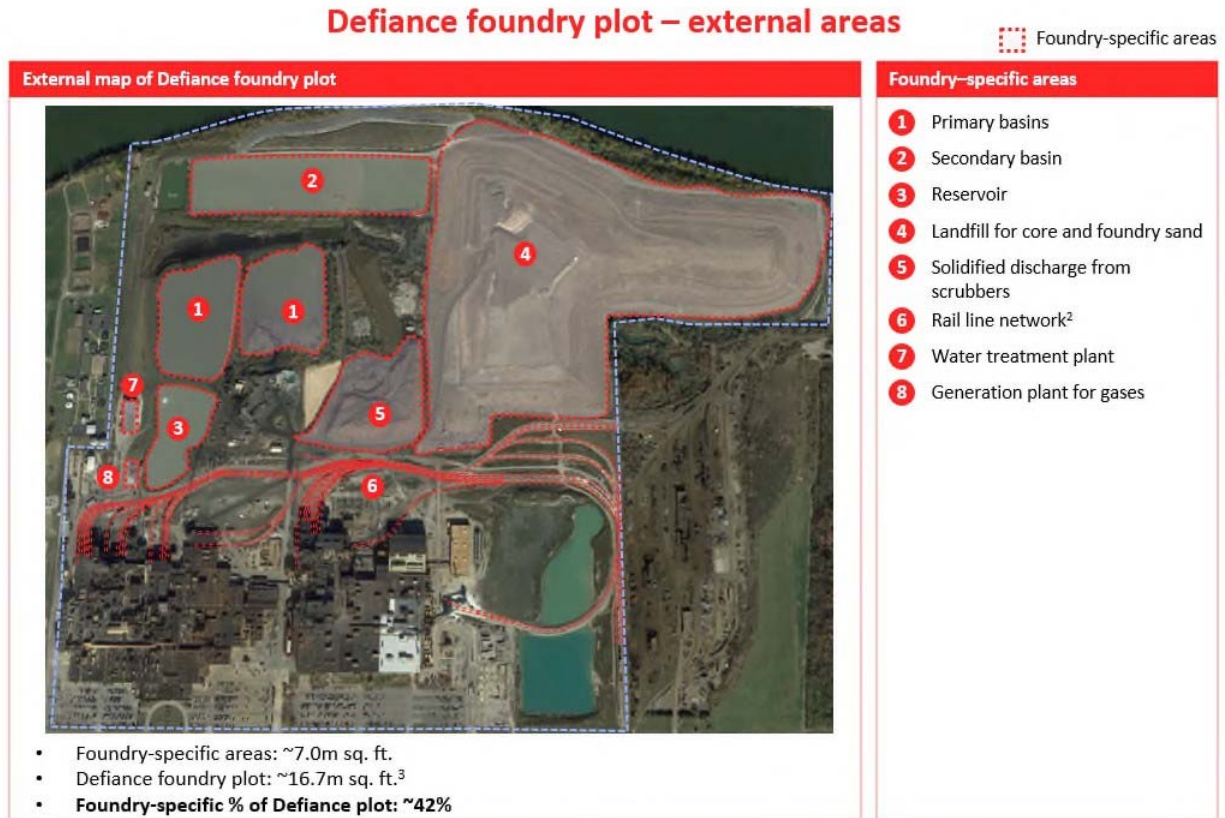 Defiance foundry plot – external areas
Foundry-specific areas
External map of Defiance foundry plot
2
4
1
1
7
3
5
8
6
• Foundry-specific areas: ~7.0m sq. ft.
• Defiance foundry plot: ~16.7m sq. ft.³
• Foundry-specific % of Defiance plot: ~42%
Foundry–specific areas
1 Primary basins
2 Secondary basin
3 Reservoir
4 Landfill for core and foundry sand
5 Solidified discharge from
scrubbers
6 Rail line network²
7 Water treatment plant
8 Generation plant for gases